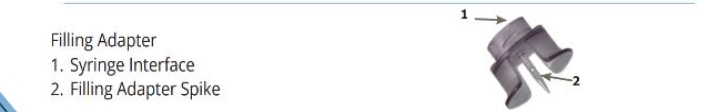 Filling Adapter
1. Syringe Interface
2. Filling Adapter Spike
1
2